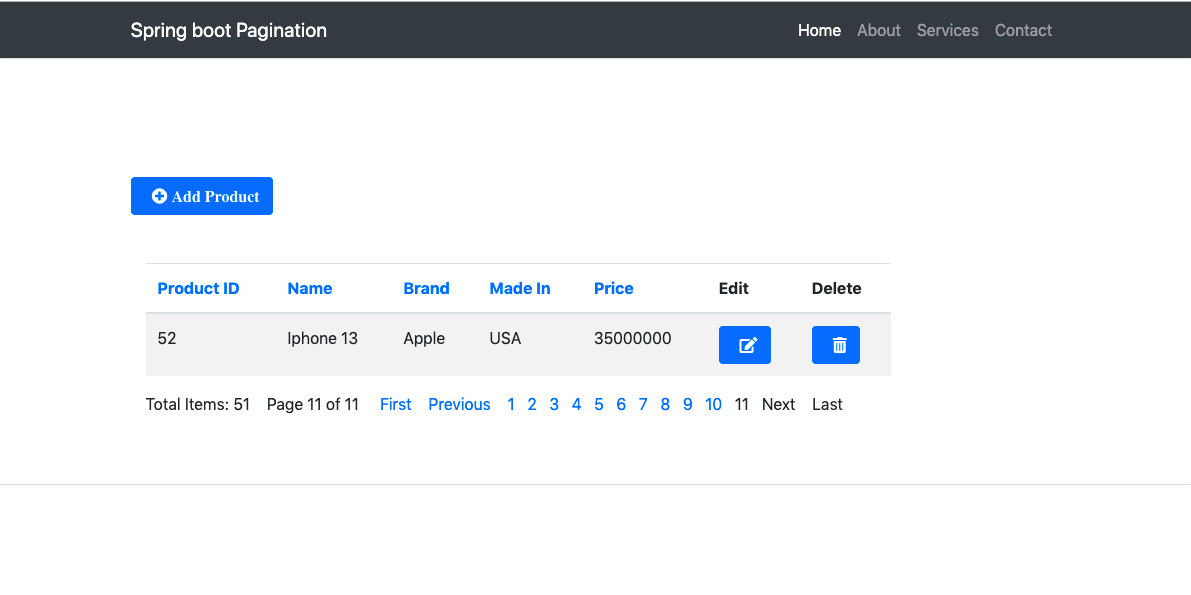 Spring boot Pagination Home About Services Contact
Add Product
Product ID Name Brand Made In Price Edit Delete
52 Iphone 13 Apple USA 35000000
Total Items: 51 Page 11 of 11 First Previous 1 2 3 4 5 6 7 8 9 10 11 Next Last